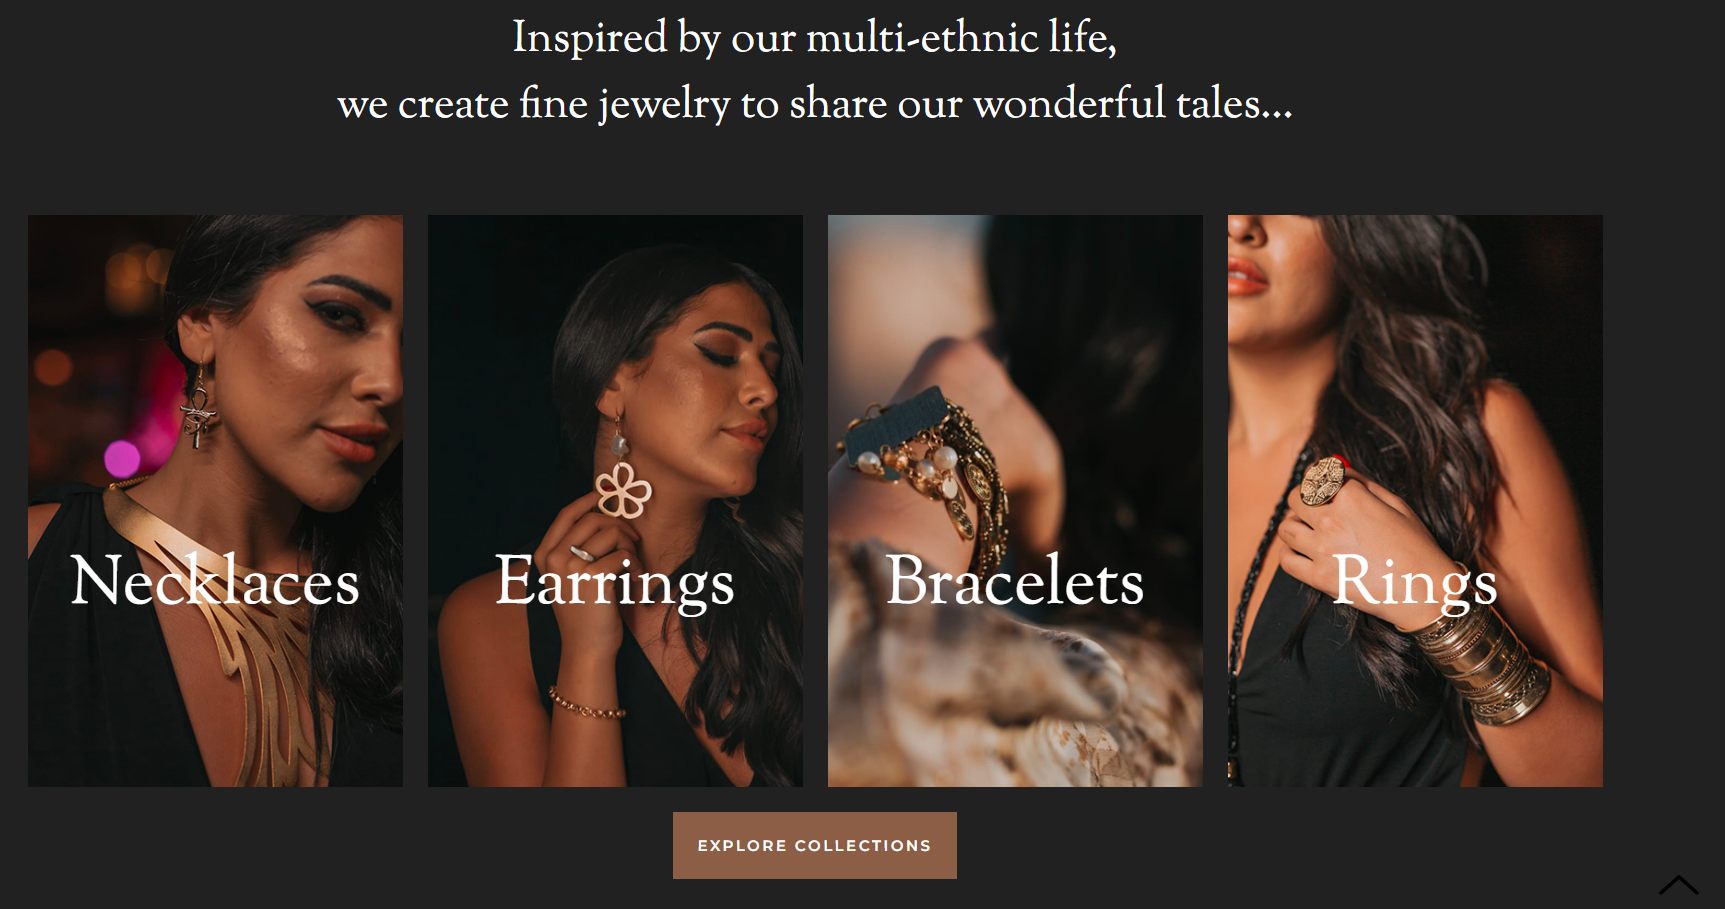 Inspired by our multi-ethnic life,
we create fine jewelry to share our wonderful tales...
Necklaces
Earrings
Bracelets
Rings
EXPLORE COLLECTIONS